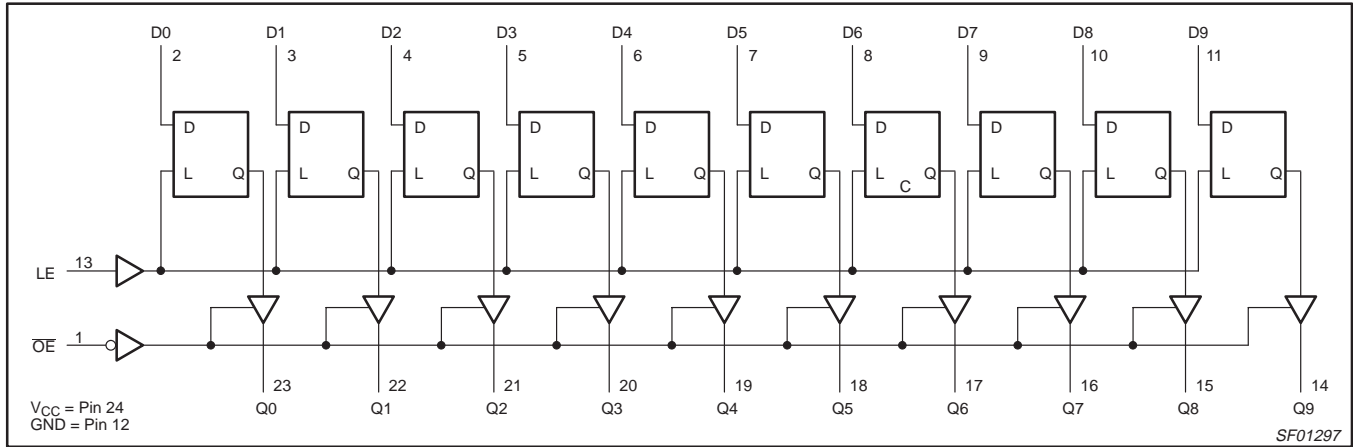 D0 D1 D2 D3 D4 D5 D6 D7 D8 D9
2 3 4 5 6 7 8 9 10 11
D D D D D D D D D D
L Q L Q L Q L Q L Q L Q L Q L Q L Q L Q
C
LE 13
OE 1
23 22 21 20 19 18 17 16 15 14
Q0 Q1 Q2 Q3 Q4 Q5 Q6 Q7 Q8 Q9
VCC = Pin 24
GND = Pin 12
SF01297